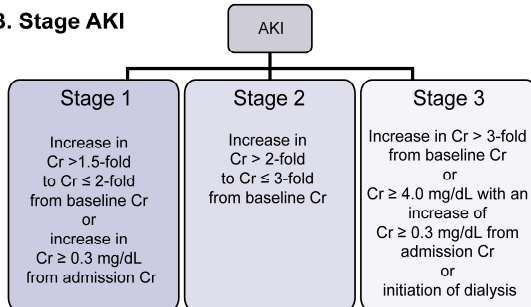 3. Stage AKI
AKI
Stage 1
Increase in
Cr >1.5-fold
to Cr ≤ 2-fold
from baseline Cr
or
increase in
Cr ≥ 0.3 mg/dL
from admission Cr
Stage 2
Increase in
Cr > 2-fold
to Cr ≤ 3-fold
from baseline Cr
Stage 3
Increase in Cr > 3-fold
from baseline Cr
or
Cr ≥ 4.0 mg/dL with an
increase of
Cr ≥ 0.3 mg/dL from
admission Cr
or
initiation of dialysis